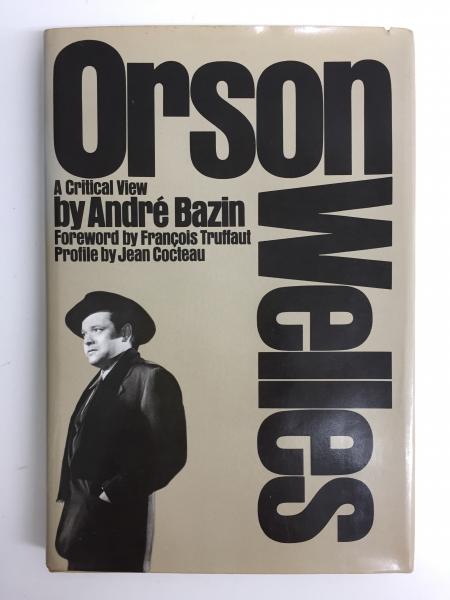 Orson
Welles
A Critical View
by André Bazin
Foreword by François Truffaut
Profile by Jean Cocteau